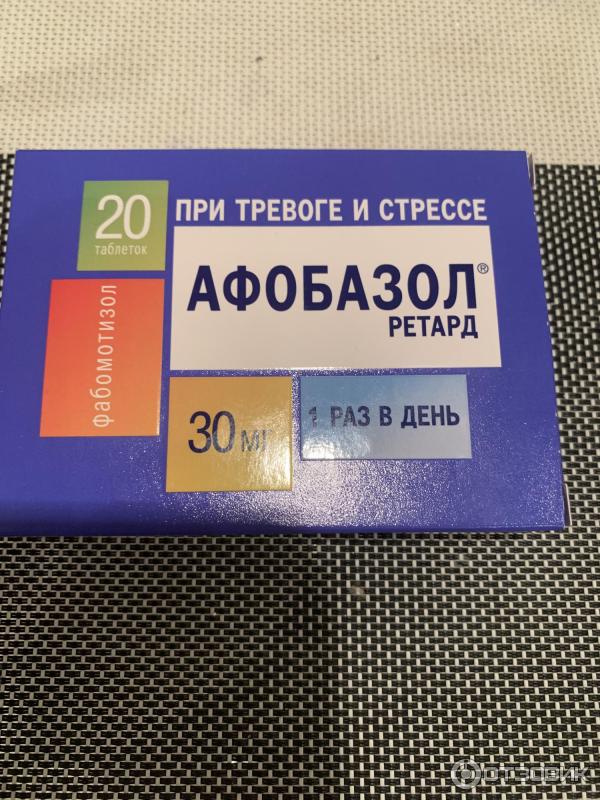 20
таблеток
ПРИ ТРЕВОГЕ И СТРЕССЕ
АФОБАЗОЛ®
РЕТАРД
фабомотизол
30 мг
1 РАЗ В ДЕНЬ
ОТЗОВИК